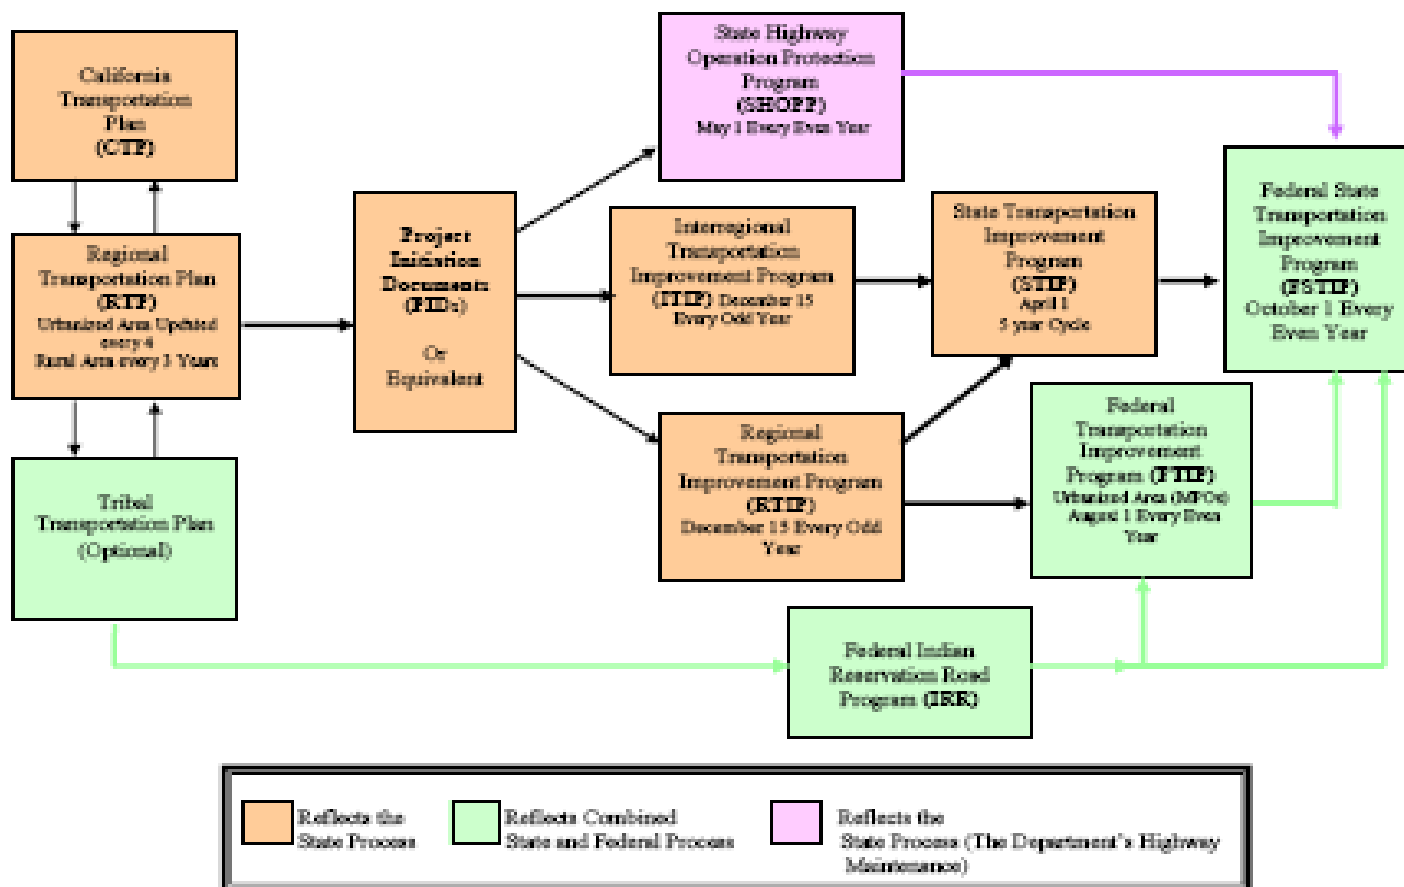 California
Transportation
Plan
(CTP)
Regional
Transportation Plan
(RTP)
Urbanized Area Updated
every 4
Rural Area every 3 Years
Tribal
Transportation Plan
(Optional)
Project
Initiation
Documents
(PIDs)
Or
Equivalent
State Highway
Operation Protection
Program
(SHOPP)
May 1 Every Even Year
Interregional
Transportation
Improvement Program
(ITIP) December 15
Every Odd Year
Regional
Transportation
Improvement Program
(RTIP)
December 15 Every Odd
Year
State Transportation
Improvement
Program
(STIP)
April 1
5 year Cycle
Federal
Transportation
Improvement
Program (FTIP)
Urbanized Area (MPOs)
August 1 Every Even
Year
Federal State
Transportation
Improvement
Program
(FSTIP)
October 1 Every
Even Year
Federal Indian
Reservation Road
Program (IRR)
Reflects the
State Process
Reflects Combined
State and Federal Process
Reflects the
State Process (The Department's Highway
Maintenance)